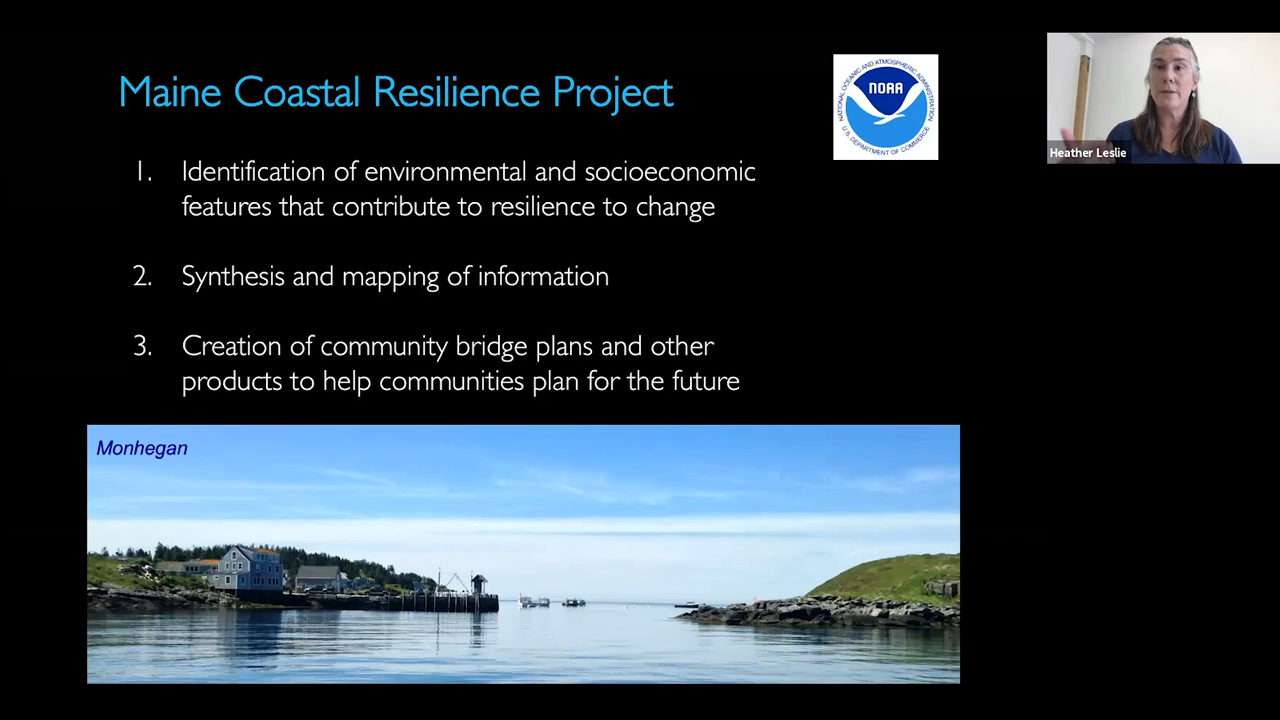 Maine Coastal Resilience Project
NATIONAL OCEANIC AND ATMOSPHERIC ADMINISTRATION
NOAA
U.S. DEPARTMENT OF COMMERCE
Heather Leslie
1. Identification of environmental and socioeconomic
features that contribute to resilience to change
2. Synthesis and mapping of information
3. Creation of community bridge plans and other
products to help communities plan for the future
Monhegan